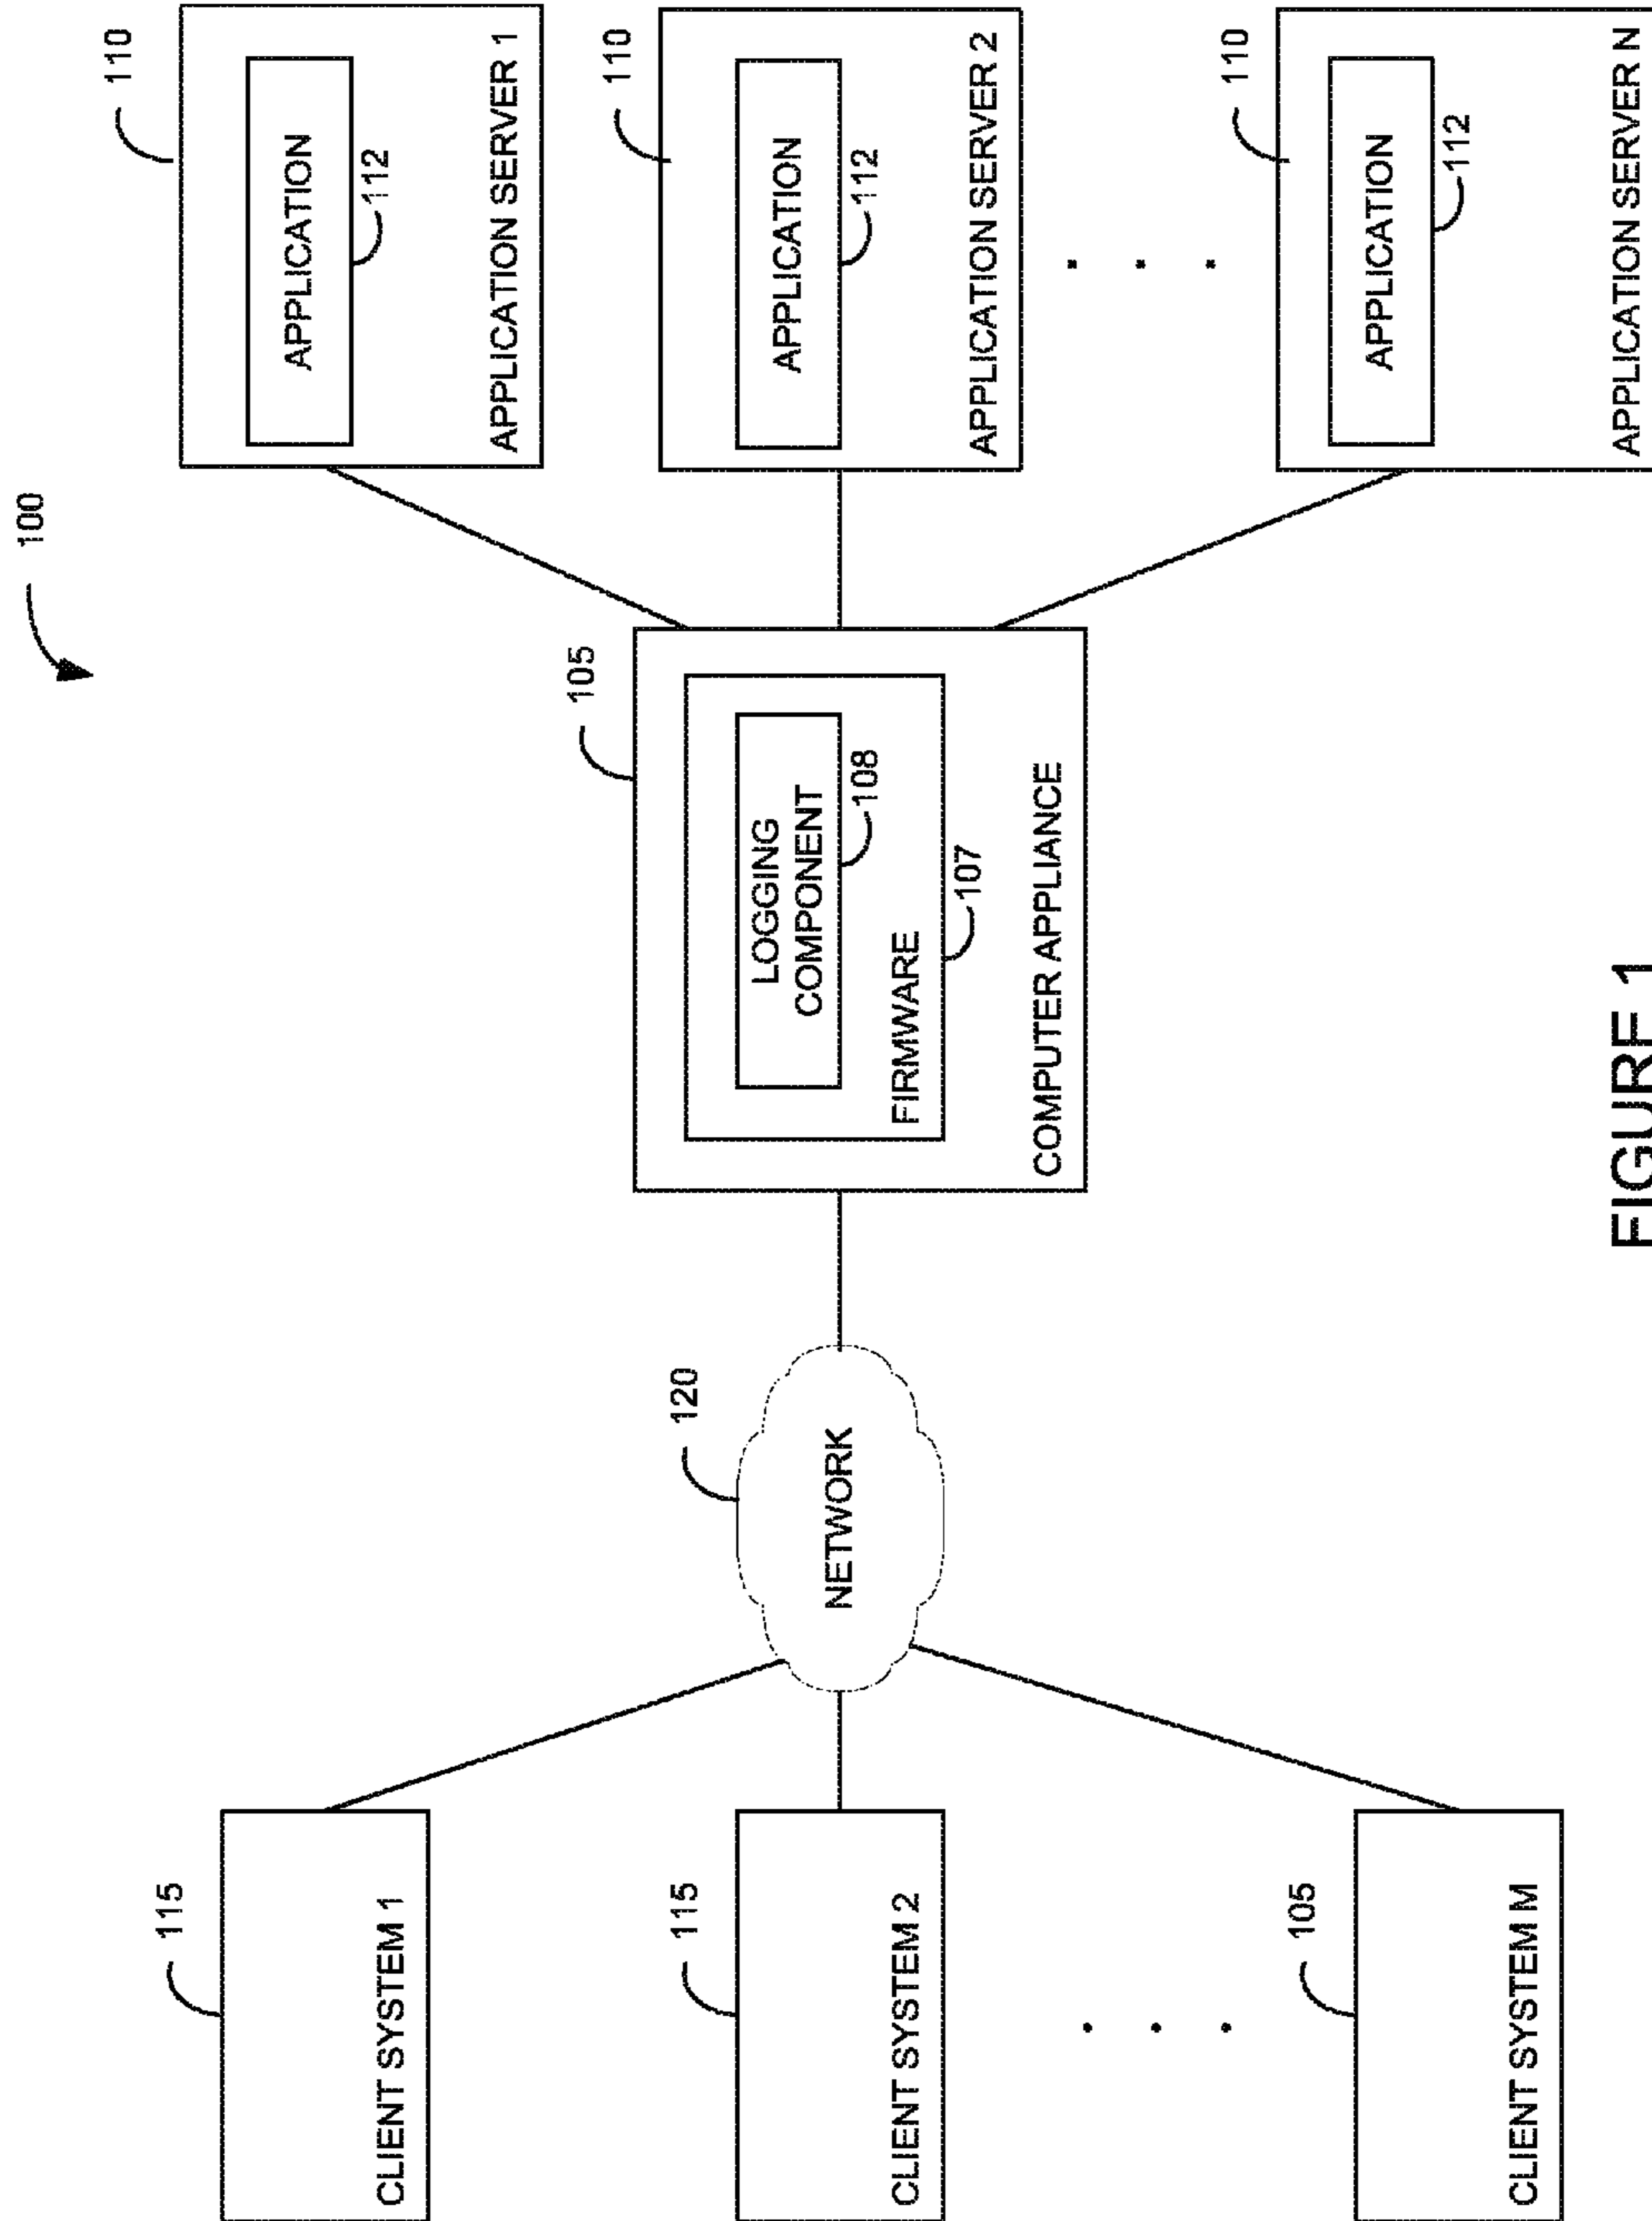 100
115
CLIENT SYSTEM 1
115
CLIENT SYSTEM 2
. . .
105
CLIENT SYSTEM M
120
NETWORK
105
LOGGING
COMPONENT
108
FIRMWARE
107
COMPUTER APPLIANCE
110
APPLICATION
112
APPLICATION SERVER 1
110
APPLICATION
112
APPLICATION SERVER 2
. . .
110
APPLICATION
112
APPLICATION SERVER N
FIGURE 1